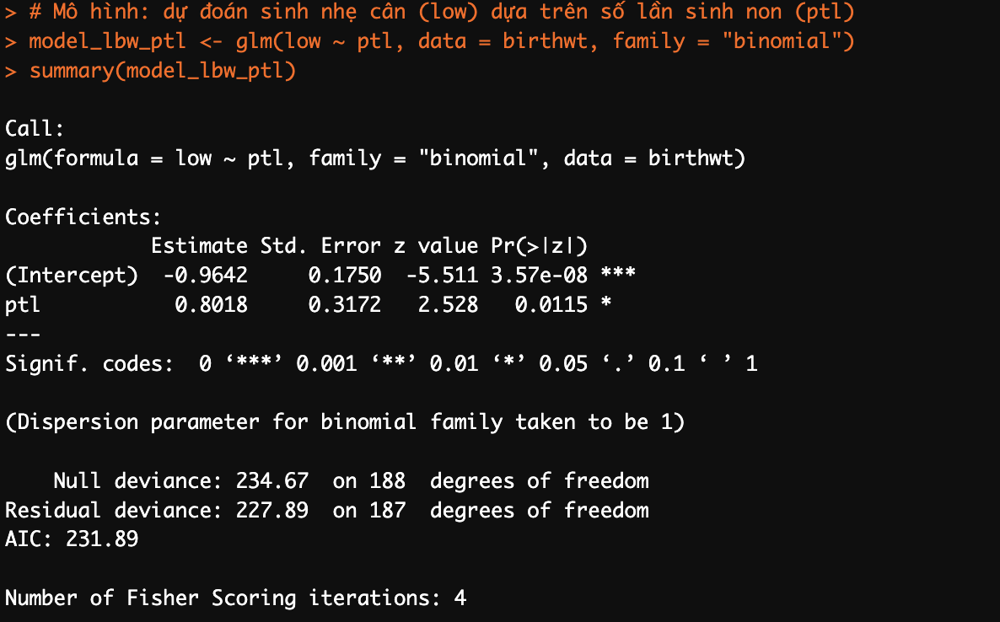 > # Mô hình: dự đoán sinh nhẹ cân (low) dựa trên số lần sinh non (ptl)
> model_lbw_ptl <- glm(low ~ ptl, data = birthwt, family = "binomial")
> summary(model_lbw_ptl)
Call:
glm(formula = low ~ ptl, family = "binomial", data = birthwt)
Coefficients:
            Estimate Std. Error z value Pr(>|z|)
(Intercept)  -0.9642     0.1750  -5.511 3.57e-08 ***
ptl           0.8018     0.3172   2.528   0.0115 *
---
Signif. codes:  0 ‘***’ 0.001 ‘**’ 0.01 ‘*’ 0.05 ‘.’ 0.1 ‘ ’ 1
(Dispersion parameter for binomial family taken to be 1)
    Null deviance: 234.67  on 188  degrees of freedom
Residual deviance: 227.89  on 187  degrees of freedom
AIC: 231.89
Number of Fisher Scoring iterations: 4